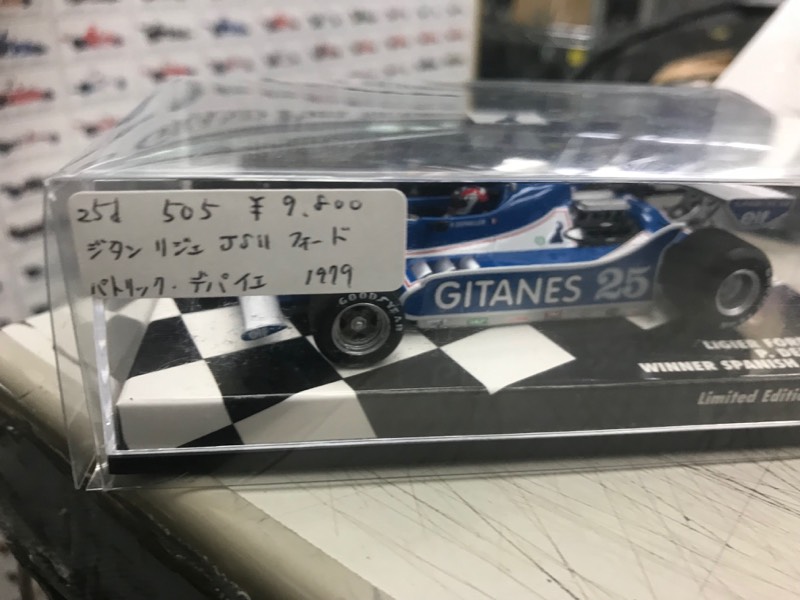 25d 505 ¥9,800
ジタン リジェ JS11 フォード
パトリック・デパイエ 1979
GITANES 25
GOODYEAR
LIGIER FORD
P. DE
WINNER SPANISH
Limited Edition